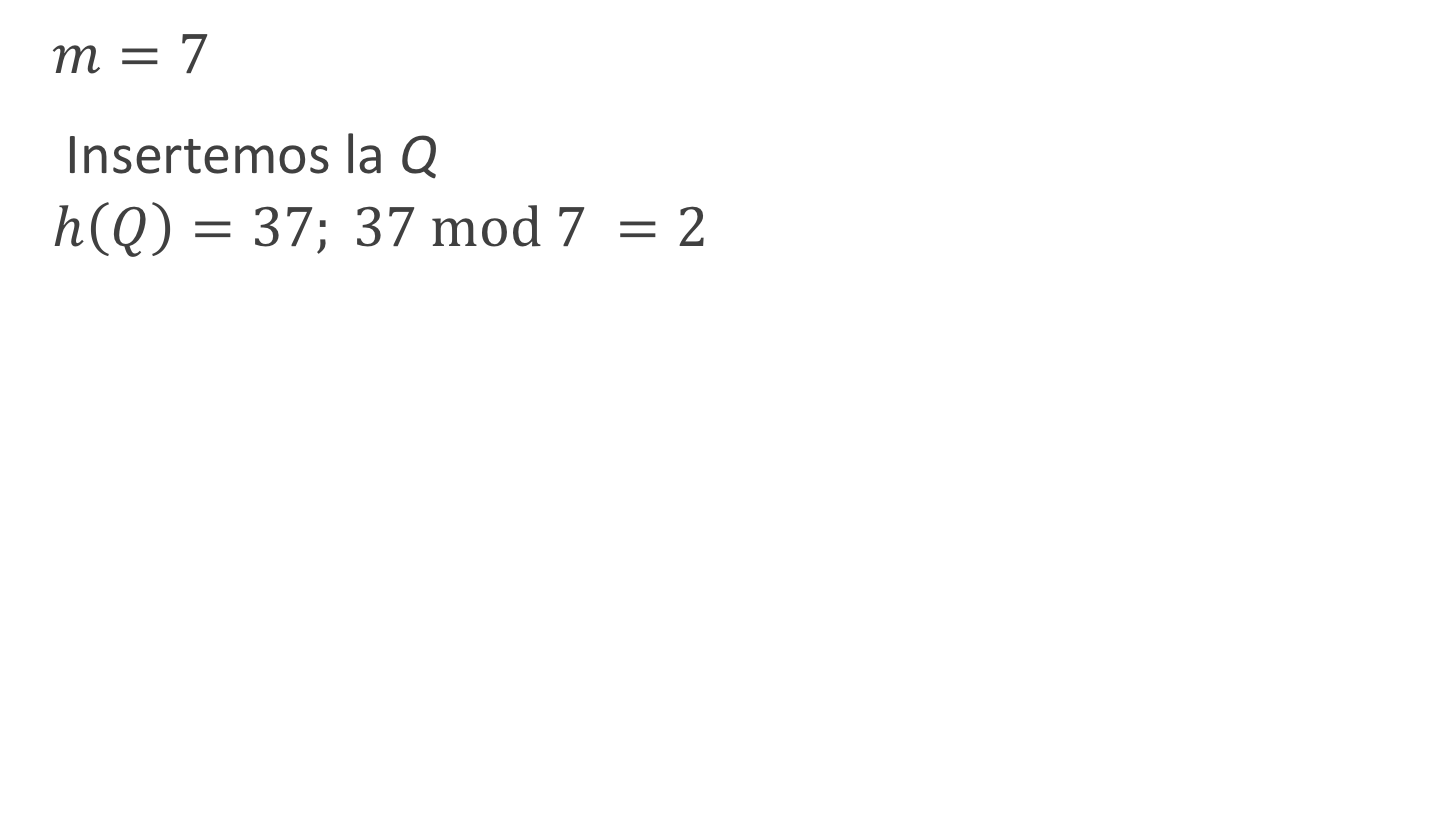 m = 7
Insertemos la Q
h(Q) = 37; 37 mod 7 = 2